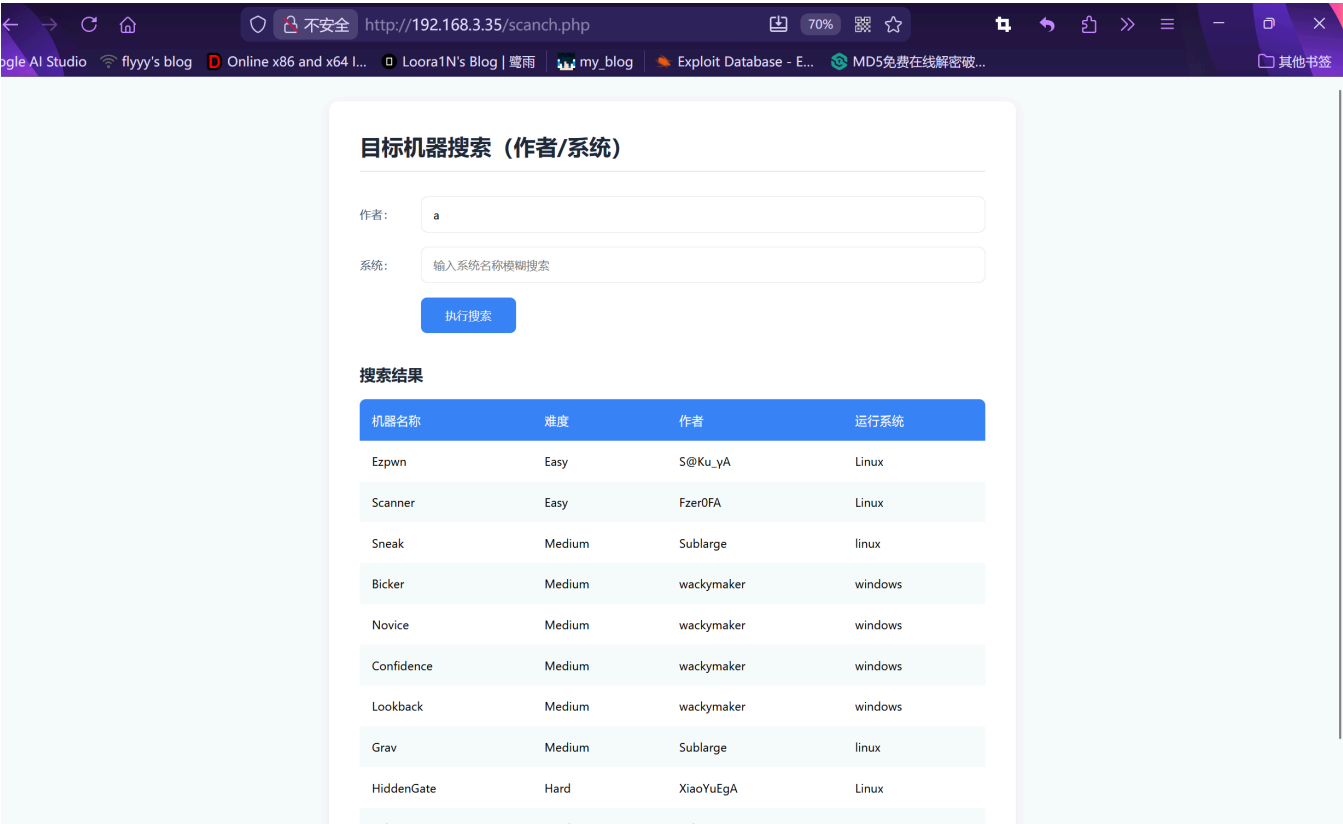 不安全 http://192.168.3.35/scanch.php 70%
ogle AI Studio flyyy's blog Online x86 and x64 I... Loora1N's Blog | 鹭雨 my_blog Exploit Database - E... MD5免费在线解密破... 其他书签
目标机器搜索（作者/系统）
作者: a
系统: 输入系统名称模糊搜索
执行搜索
搜索结果
机器名称 难度 作者 运行系统
Ezpwn Easy S@Ku_γA Linux
Scanner Easy Fzer0FA Linux
Sneak Medium Sublarge linux
Bicker Medium wackymaker windows
Novice Medium wackymaker windows
Confidence Medium wackymaker windows
Lookback Medium wackymaker windows
Grav Medium Sublarge linux
HiddenGate Hard XiaoYuEgA Linux